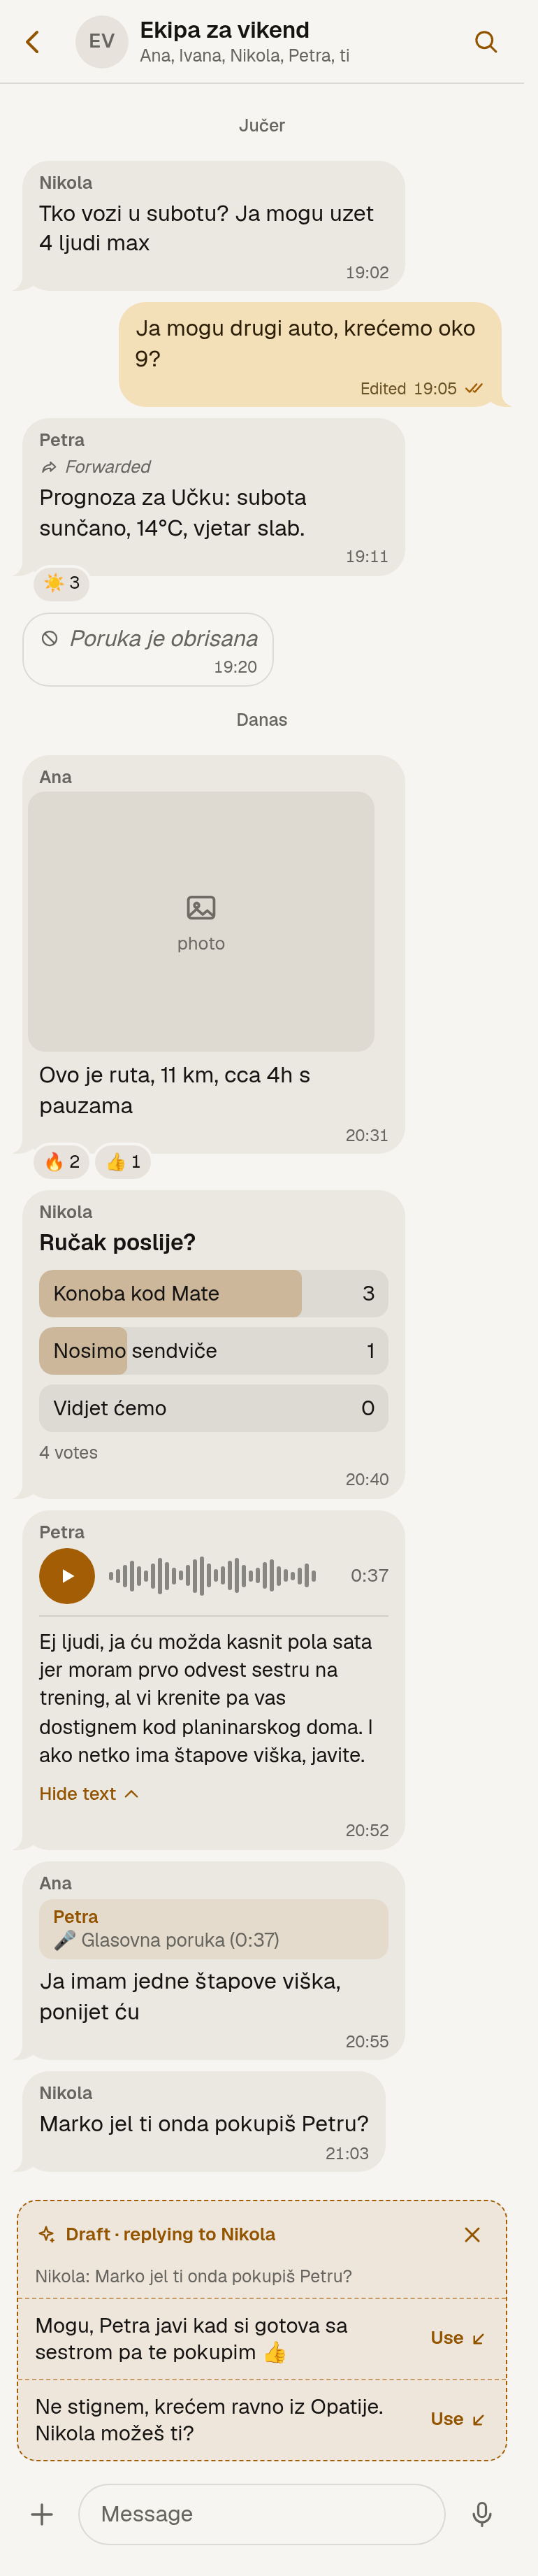 EV
Ekipa za vikend
Ana, Ivana, Nikola, Petra, ti
Jučer
Nikola
Tko vozi u subotu? Ja mogu uzet
4 ljudi max
19:02
Ja mogu drugi auto, krećemo oko
9?
Edited 19:05
Petra
Forwarded
Prognoza za Učku: subota
sunčano, 14°C, vjetar slab.
19:11
☀️ 3
Poruka je obrisana
19:20
Danas
Ana
photo
Ovo je ruta, 11 km, cca 4h s
pauzama
20:31
🔥 2 👍 1
Nikola
Ručak poslije?
Konoba kod Mate 3
Nosimo sendviče 1
Vidjet ćemo 0
4 votes
20:40
Petra
0:37
Ej ljudi, ja ću možda kasnit pola sata
jer moram prvo odvest sestru na
trening, al vi krenite pa vas
dostignem kod planinarskog doma. I
ako netko ima štapove viška, javite.
Hide text
20:52
Ana
Petra
🎤 Glasovna poruka (0:37)
Ja imam jedne štapove viška,
ponijet ću
20:55
Nikola
Marko jel ti onda pokupiš Petru?
21:03
Draft · replying to Nikola
Nikola: Marko jel ti onda pokupiš Petru?
Mogu, Petra javi kad si gotova sa
sestrom pa te pokupim 👍
Use
Ne stignem, krećem ravno iz Opatije.
Nikola možeš ti?
Use
Message